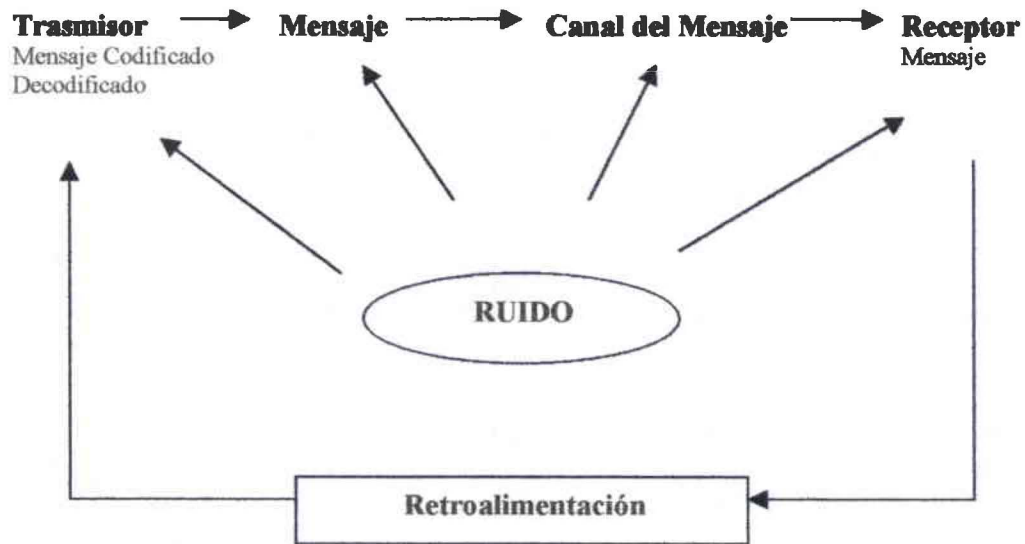 Trasmisor Mensaje Canal del Mensaje Receptor
Mensaje Codificado Mensaje
Decodificado
RUIDO
Retroalimentación